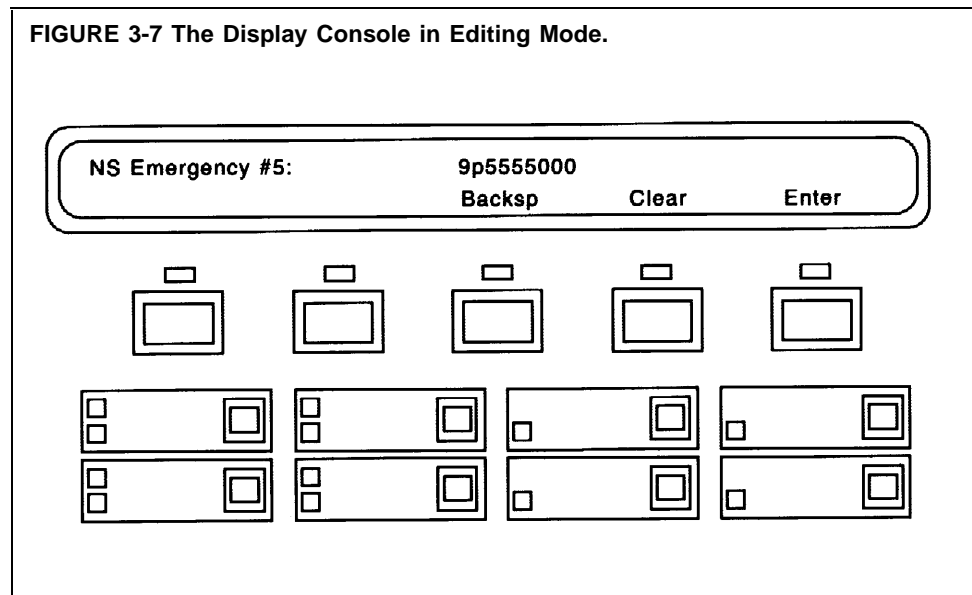 FIGURE 3-7 The Display Console in Editing Mode.
NS Emergency #5: 9p5555000
Backsp Clear Enter